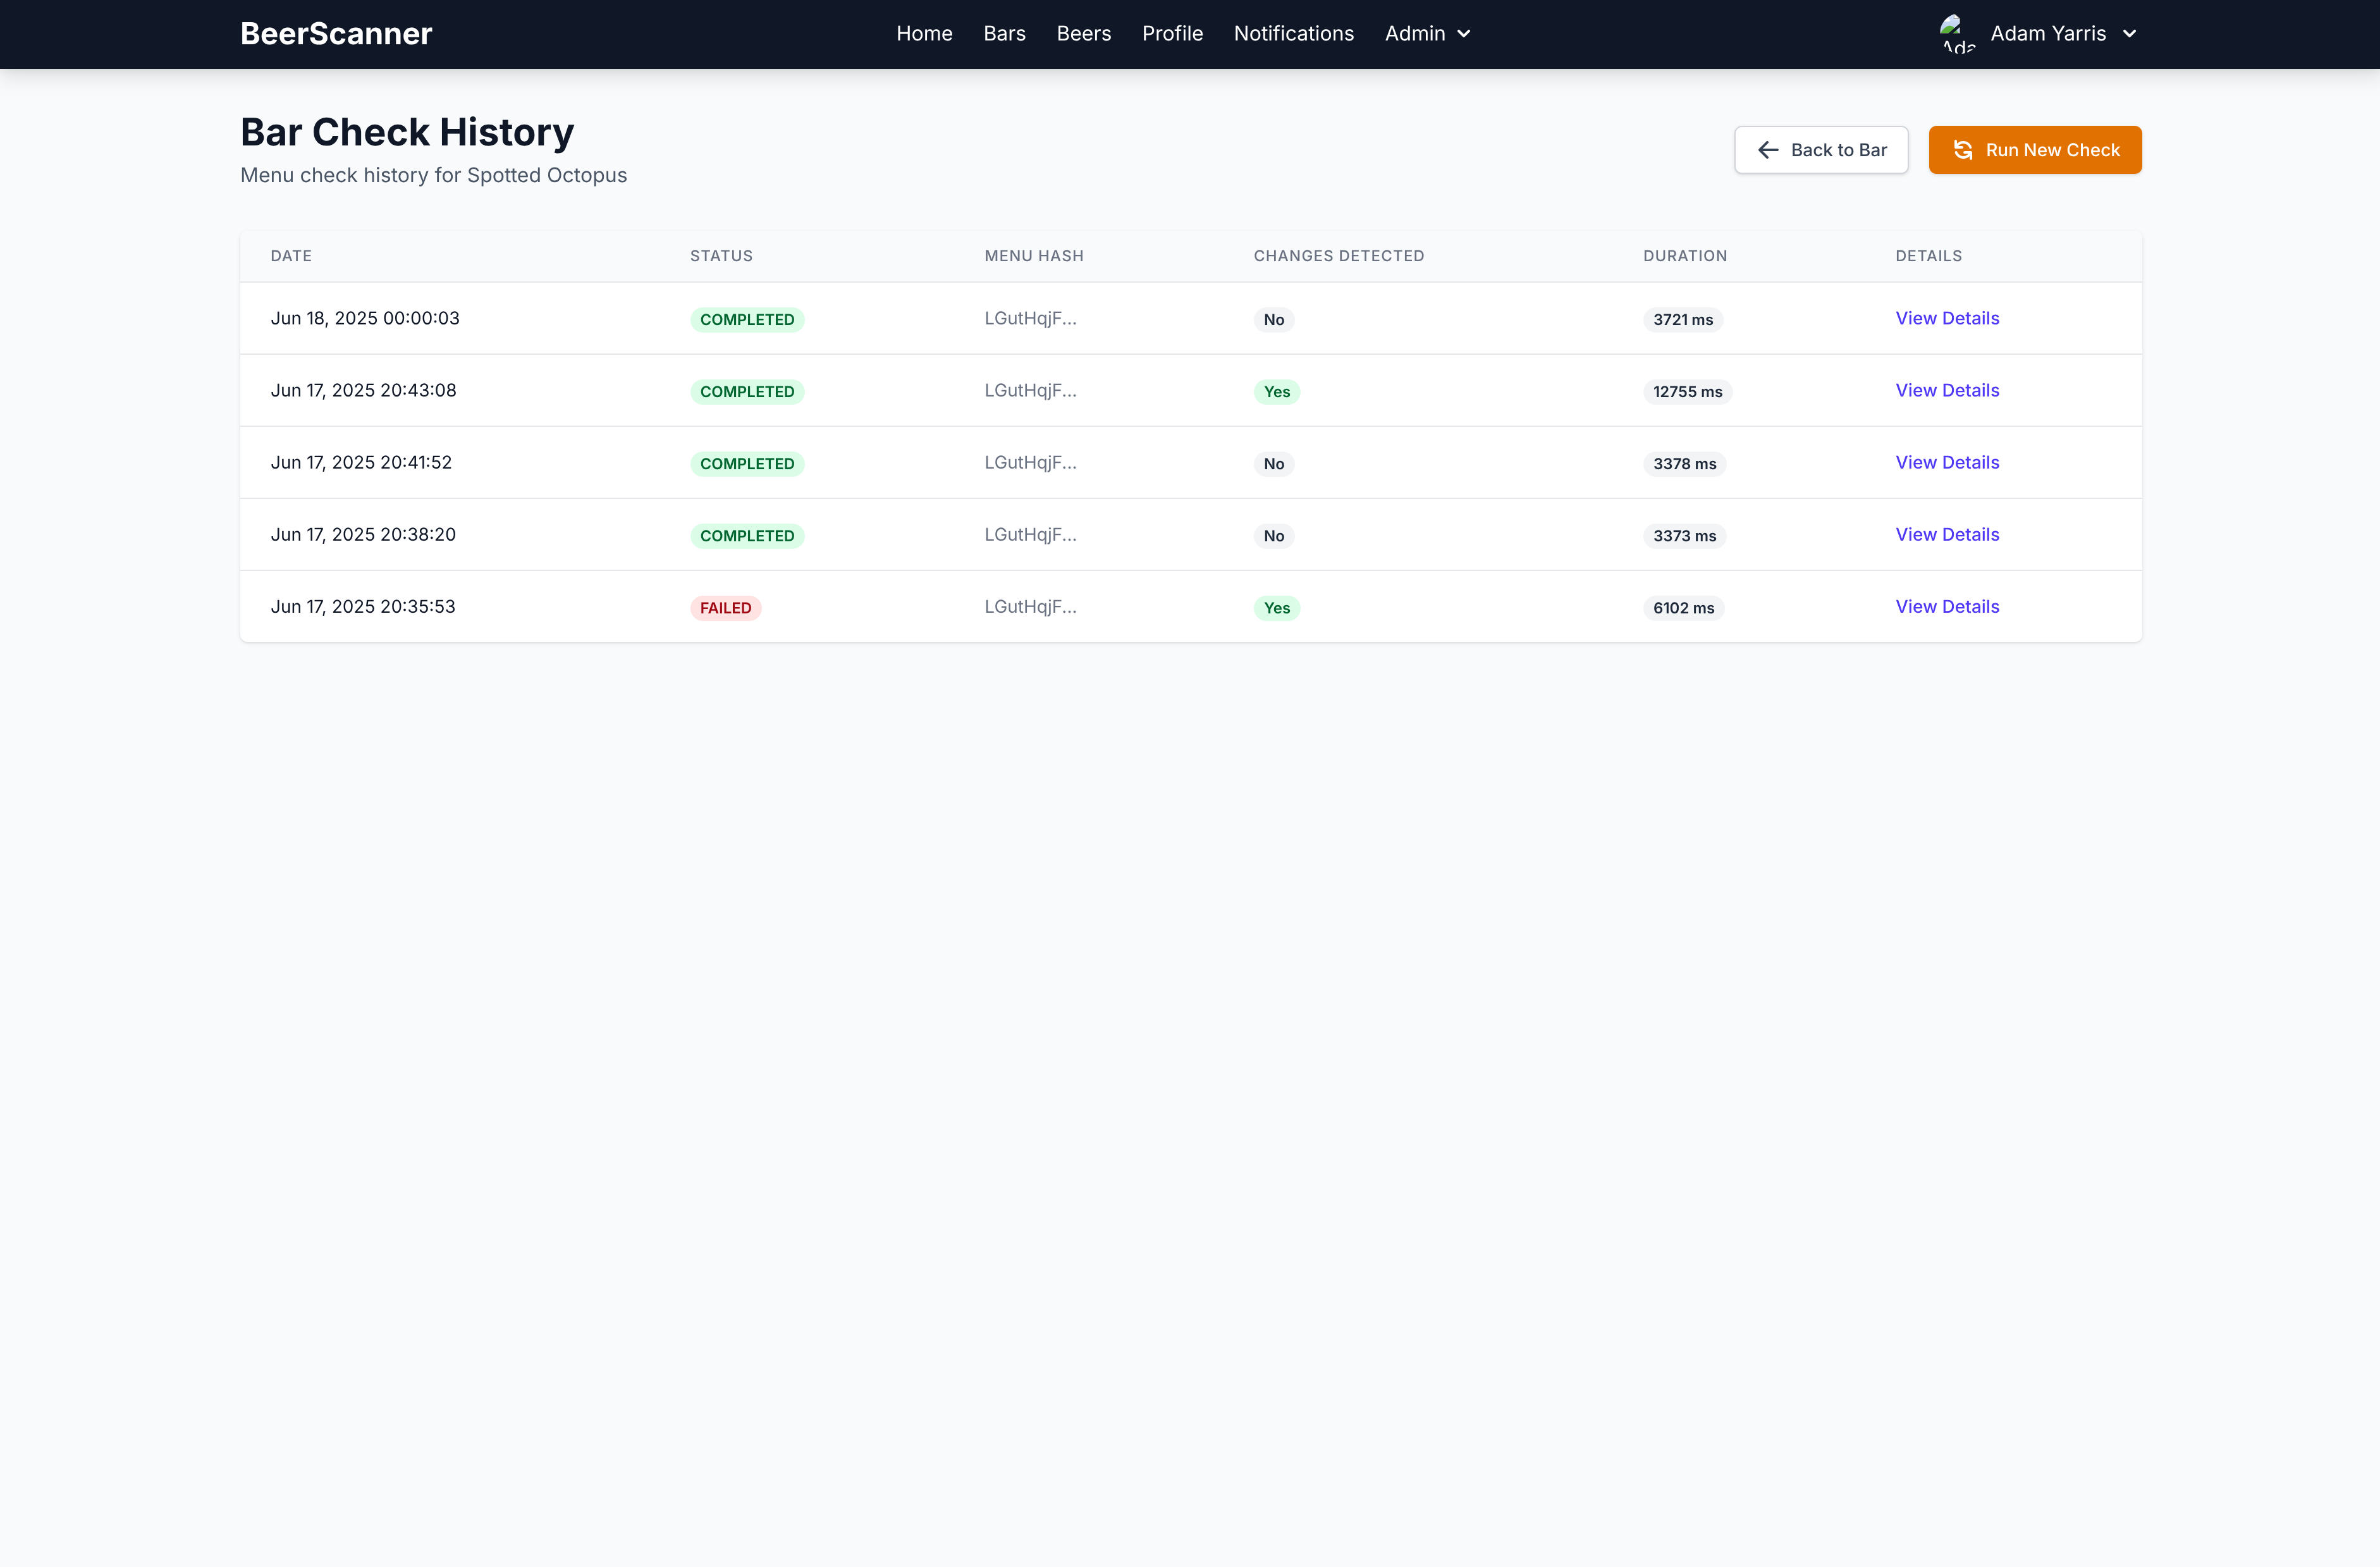 BeerScanner Home Bars Beers Profile Notifications Admin Adam Yarris
Bar Check History
Menu check history for Spotted Octopus
Back to Bar Run New Check
DATE STATUS MENU HASH CHANGES DETECTED DURATION DETAILS
Jun 18, 2025 00:00:03 COMPLETED LGutHqjF... No 3721 ms View Details
Jun 17, 2025 20:43:08 COMPLETED LGutHqjF... Yes 12755 ms View Details
Jun 17, 2025 20:41:52 COMPLETED LGutHqjF... No 3378 ms View Details
Jun 17, 2025 20:38:20 COMPLETED LGutHqjF... No 3373 ms View Details
Jun 17, 2025 20:35:53 FAILED LGutHqjF... Yes 6102 ms View Details